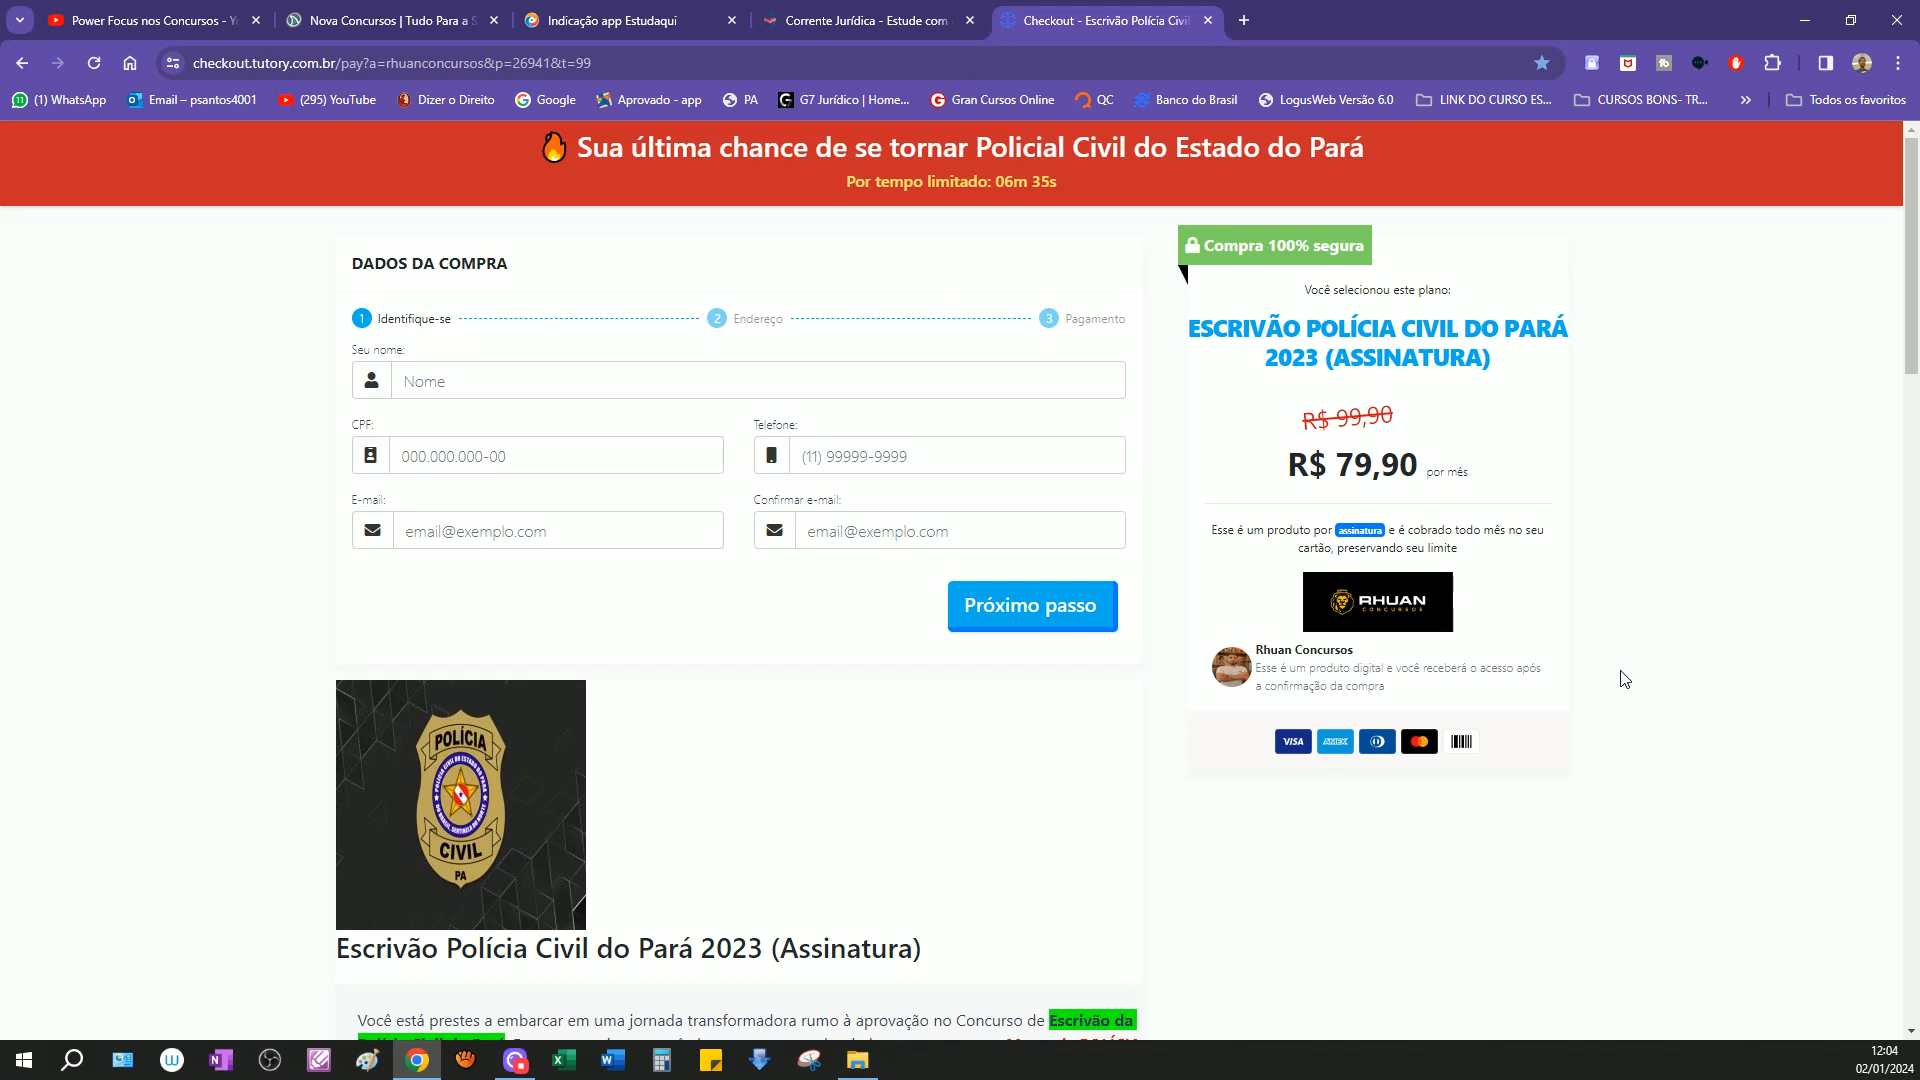 Power Focus nos Concursos - Y
Nova Concursos | Tudo Para a S
Indicação app Estudaqui
Corrente Jurídica - Estude com
Checkout - Escrivão Polícia Civil
checkout.tutory.com.br/pay?a=rhuanconcursos&p=26941&t=99
(1) WhatsApp
Email – psantos4001
(295) YouTube
Dizer o Direito
Google
Aprovado - app
PA
G7 Jurídico | Home...
Gran Cursos Online
QC
Banco do Brasil
LogusWeb Versão 6.0
LINK DO CURSO ES...
CURSOS BONS- TR...
»
Todos os favoritos
Sua última chance de se tornar Policial Civil do Estado do Pará
Por tempo limitado: 06m 35s
DADOS DA COMPRA
1 Identifique-se
2 Endereço
3 Pagamento
Seu nome:
Nome
CPF:
Telefone:
000.000.000-00
(11) 99999-9999
E-mail:
Confirmar e-mail:
email@exemplo.com
email@exemplo.com
Próximo passo
Compra 100% segura
Você selecionou este plano:
ESCRIVÃO POLÍCIA CIVIL DO PARÁ
2023 (ASSINATURA)
R$ 99,90
R$ 79,90 por mês
Esse é um produto por assinatura e é cobrado todo mês no seu
cartão, preservando seu limite
RHUAN
CONCURSOS
Rhuan Concursos
Esse é um produto digital e você receberá o acesso após
a confirmação da compra
VISA
AMEX
POLÍCIA
CIVIL
PA
Escrivão Polícia Civil do Pará 2023 (Assinatura)
Você está prestes a embarcar em uma jornada transformadora rumo à aprovação no Concurso de Escrivão da
12:04
02/01/2024